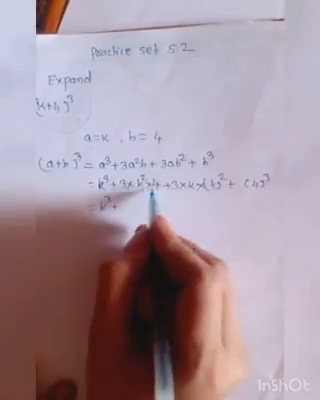 Practice set 5.2
Expand
(k+4)³
a=k , b= 4
(a+b)³ = a³+3a²b+3ab²+b³
= k³+3×k²×4+3×k×(4)²+ (4)³
= k³+
InShOt